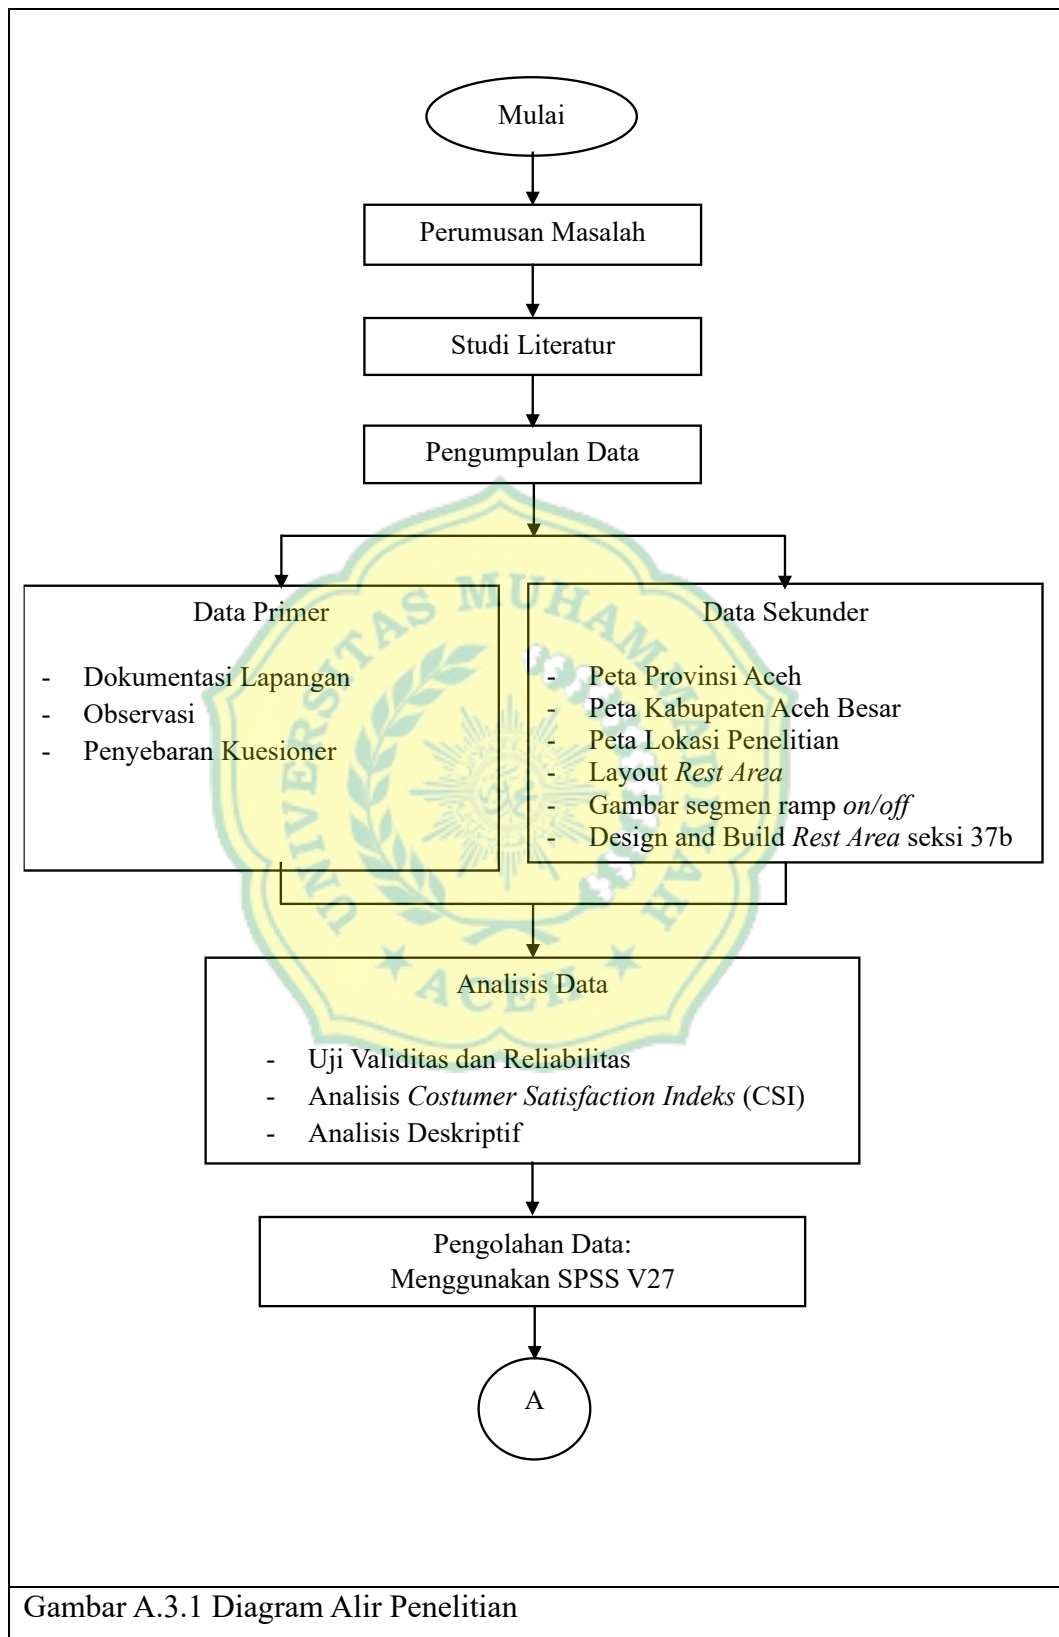 Mulai
Perumusan Masalah
Studi Literatur
Pengumpulan Data
Data Primer
- Dokumentasi Lapangan
- Observasi
- Penyebaran Kuesioner
Data Sekunder
- Peta Provinsi Aceh
- Peta Kabupaten Aceh Besar
- Peta Lokasi Penelitian
- Layout Rest Area
- Gambar segmen ramp on/off
- Design and Build Rest Area seksi 37b
UNIVERSITAS MUHAMMADIYAH
ACEH
Analisis Data
- Uji Validitas dan Reliabilitas
- Analisis Costumer Satisfaction Indeks (CSI)
- Analisis Deskriptif
Pengolahan Data:
Menggunakan SPSS V27
A
Gambar A.3.1 Diagram Alir Penelitian